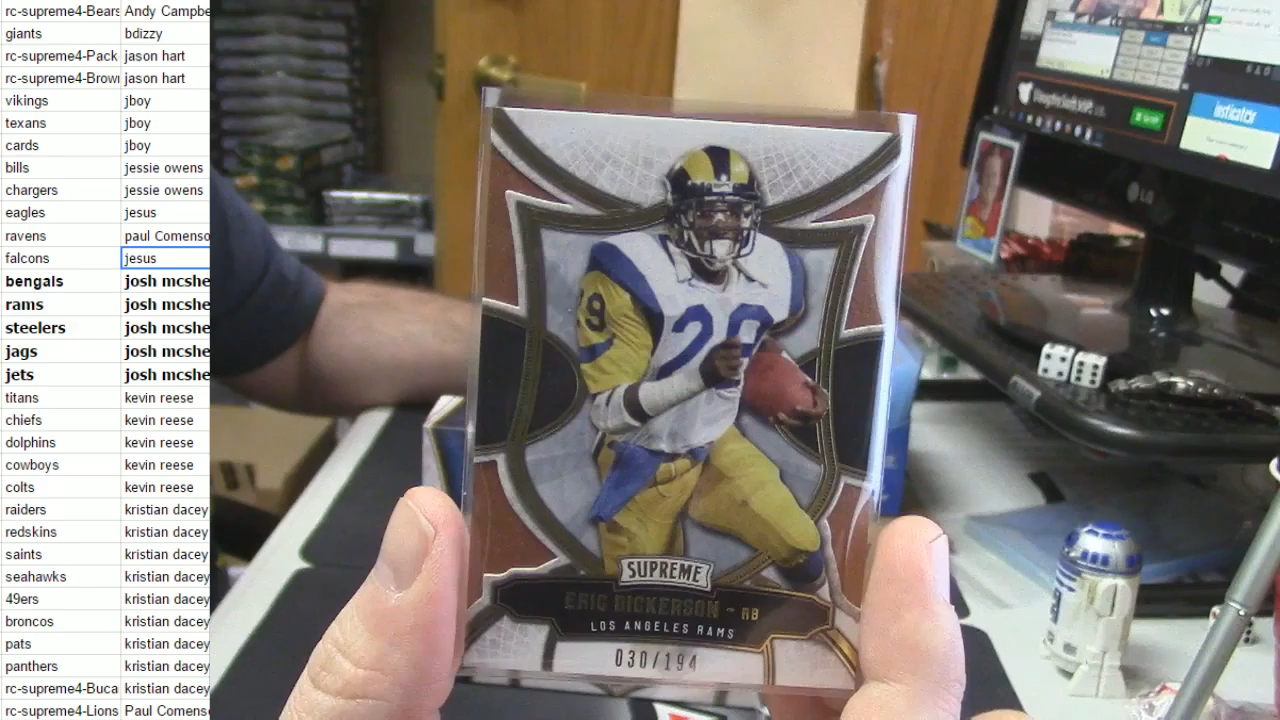 rc-supreme4-Bears Andy Campbe
giants bdizzy
rc-supreme4-Pack jason hart
rc-supreme4-Brow jason hart
vikings jboy
texans jboy
cards jboy
bills jessie owens
chargers jessie owens
eagles jesus
ravens paul Comenso
falcons jesus
bengals josh mcshe
rams josh mcshe
steelers josh mcshe
jags josh mcshe
jets josh mcshe
titans kevin reese
chiefs kevin reese
dolphins kevin reese
cowboys kevin reese
colts kevin reese
raiders kristian dacey
redskins kristian dacey
saints kristian dacey
seahawks kristian dacey
49ers kristian dacey
broncos kristian dacey
pats kristian dacey
panthers kristian dacey
rc-supreme4-Buca kristian dacey
rc-supreme4-Lions Paul Comens
29
29
SUPREME
ERIC DICKERSON - RB
LOS ANGELES RAMS
030/194
LG